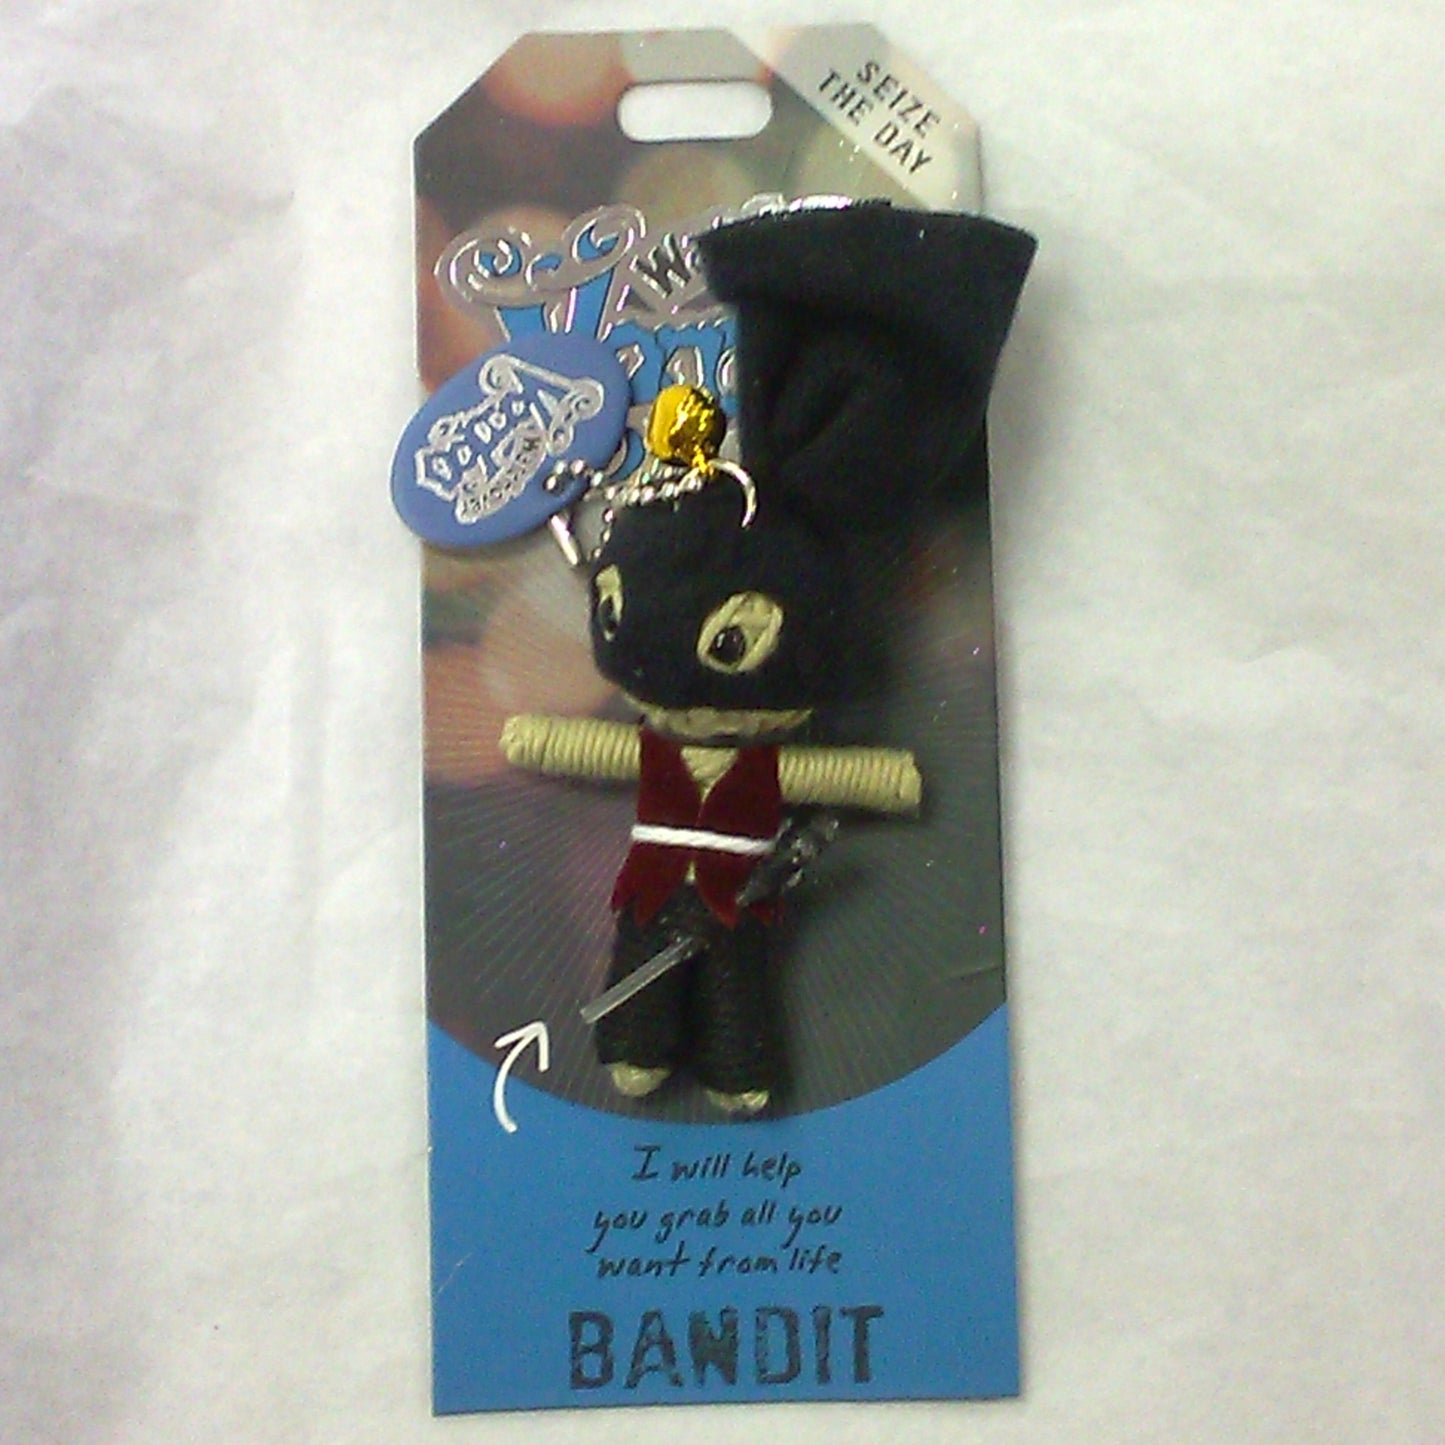 SEIZE
THE DAY
I will help
you grab all you
want from life
BANDIT